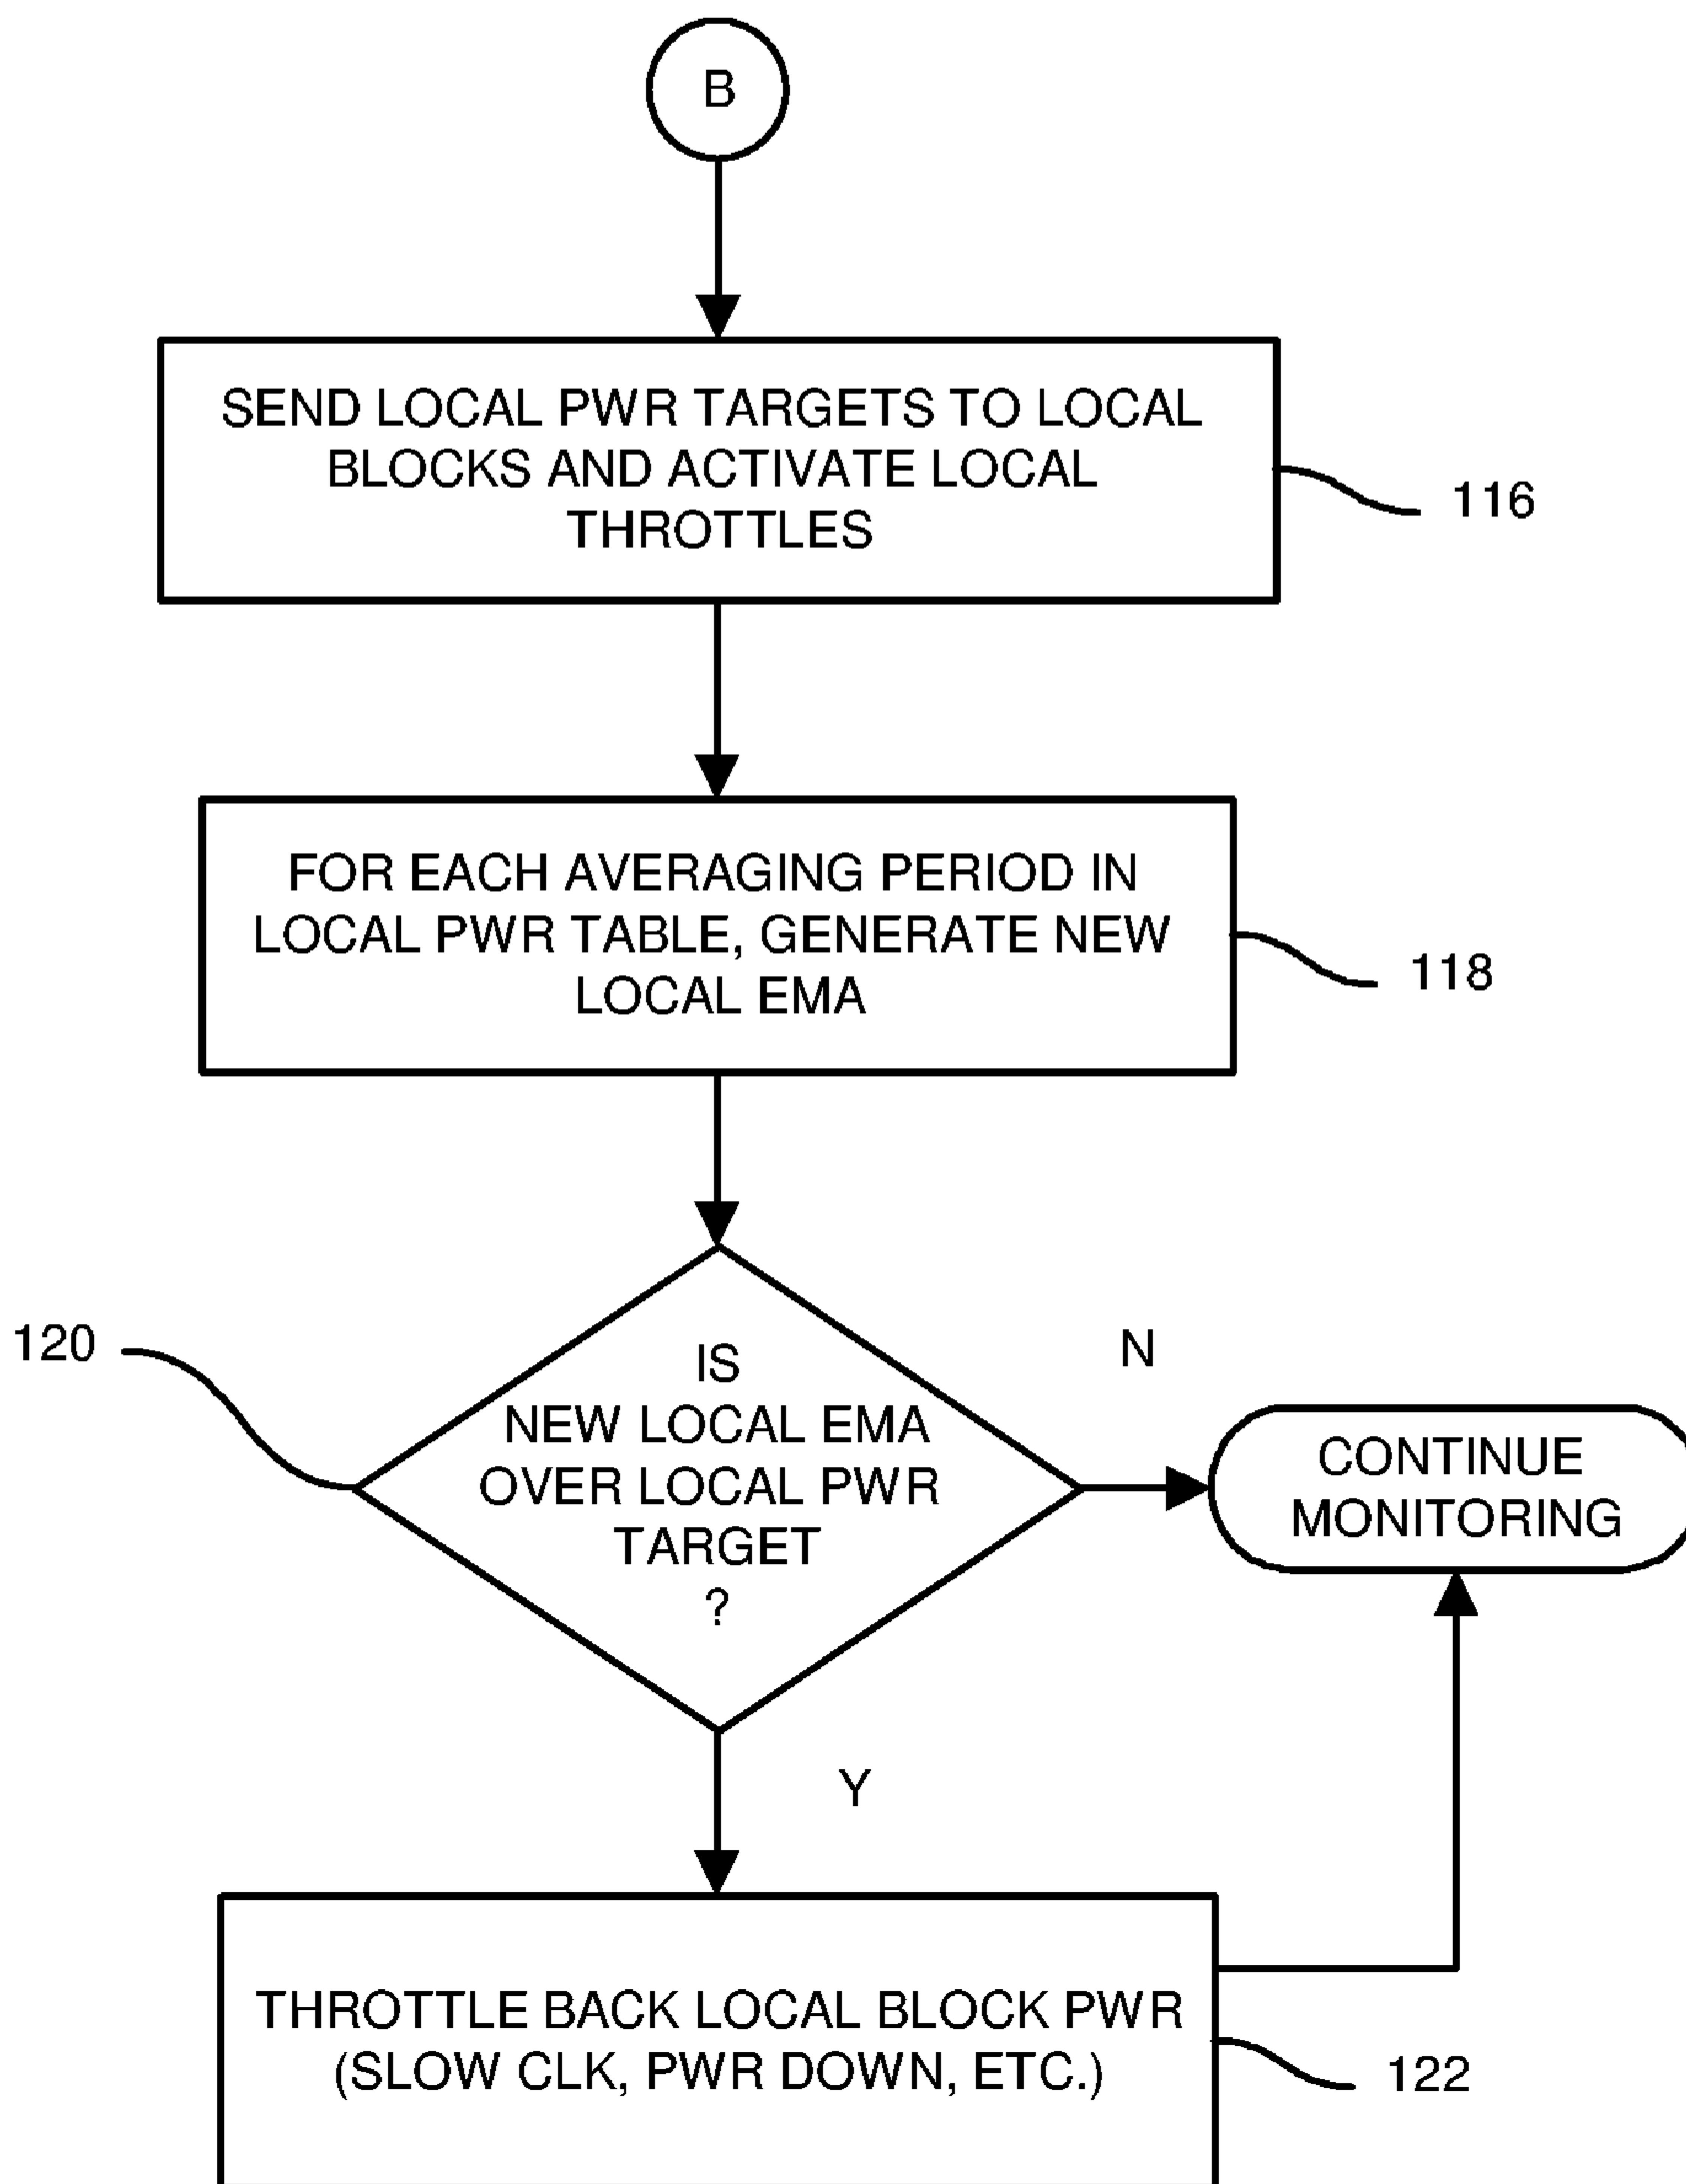 B
SEND LOCAL PWR TARGETS TO LOCAL
BLOCKS AND ACTIVATE LOCAL
THROTTLES
116
FOR EACH AVERAGING PERIOD IN
LOCAL PWR TABLE, GENERATE NEW
LOCAL EMA
118
120
IS
NEW LOCAL EMA
OVER LOCAL PWR
TARGET
?
N
CONTINUE
MONITORING
Y
THROTTLE BACK LOCAL BLOCK PWR
(SLOW CLK, PWR DOWN, ETC.)
122